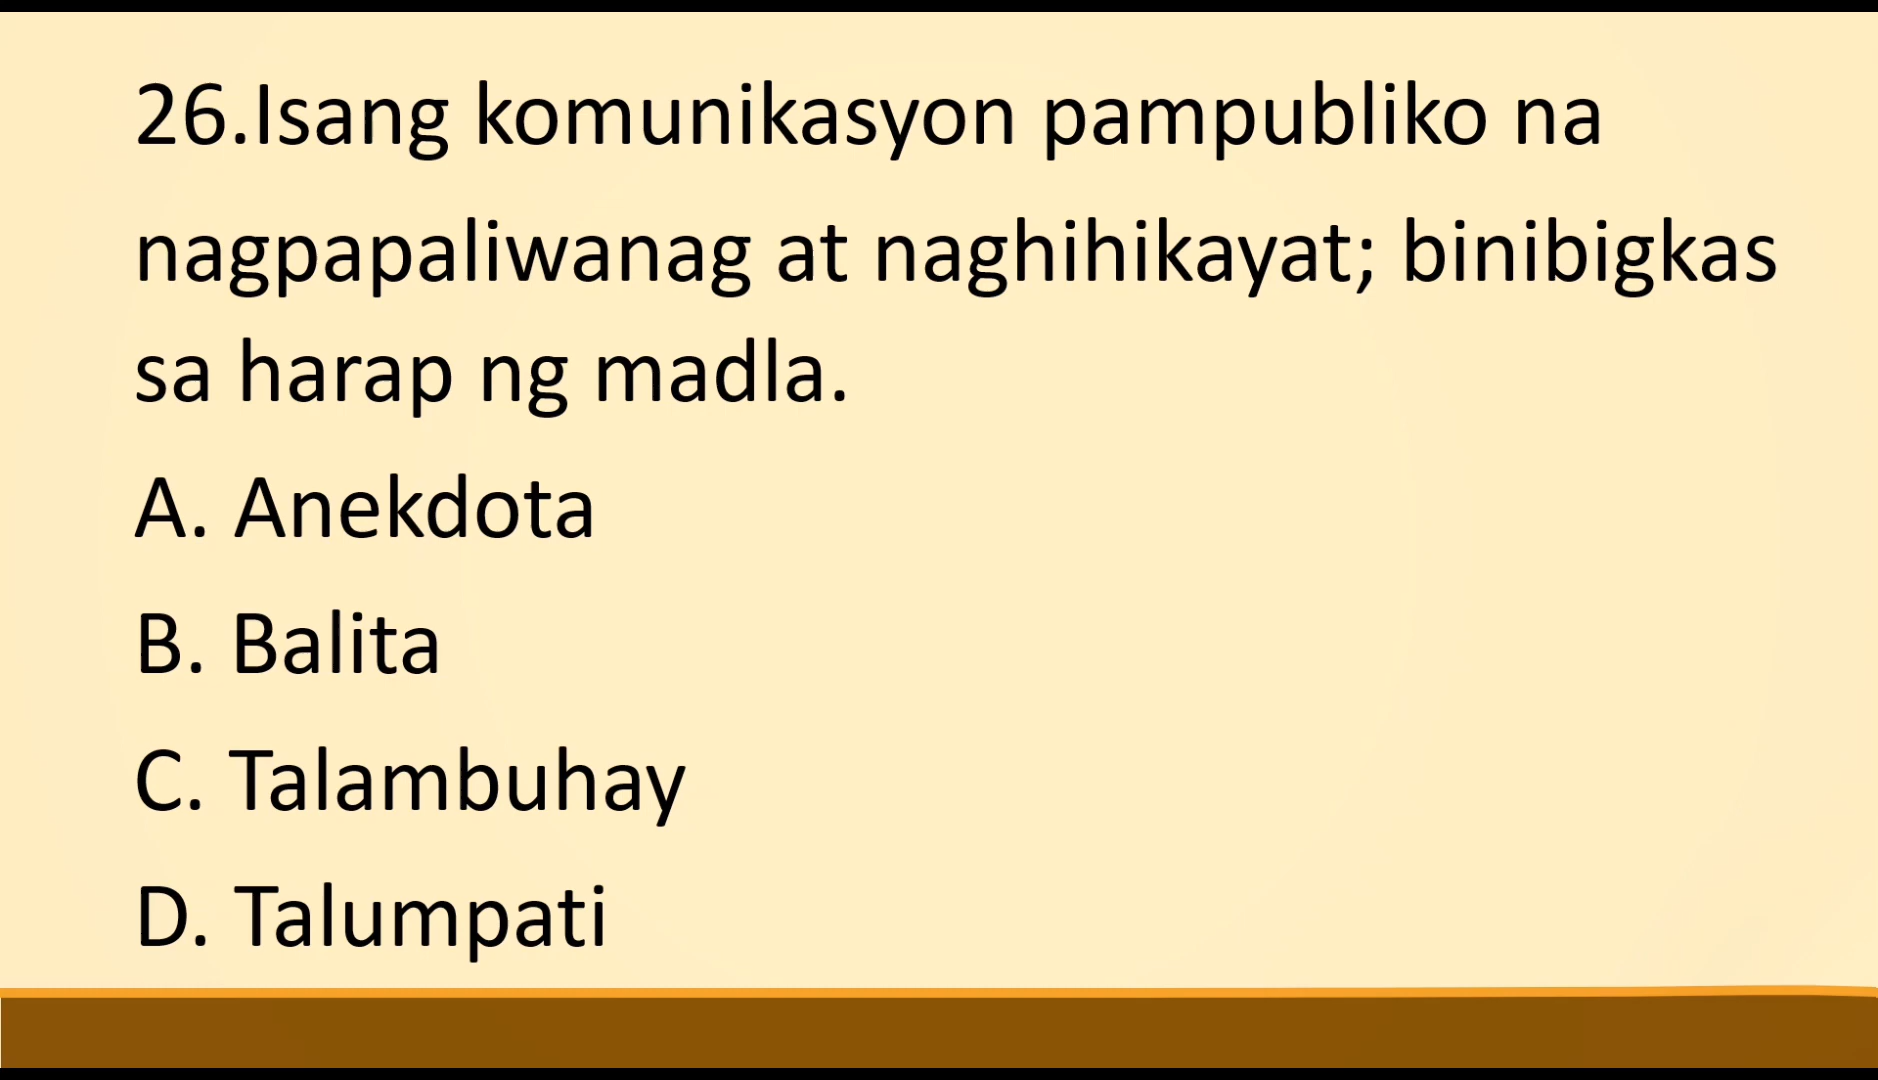 26.Isang komunikasyon pampubliko na
nagpapaliwanag at naghihikayat; binibigkas
sa harap ng madla.
A. Anekdota
B. Balita
C. Talambuhay
D. Talumpati